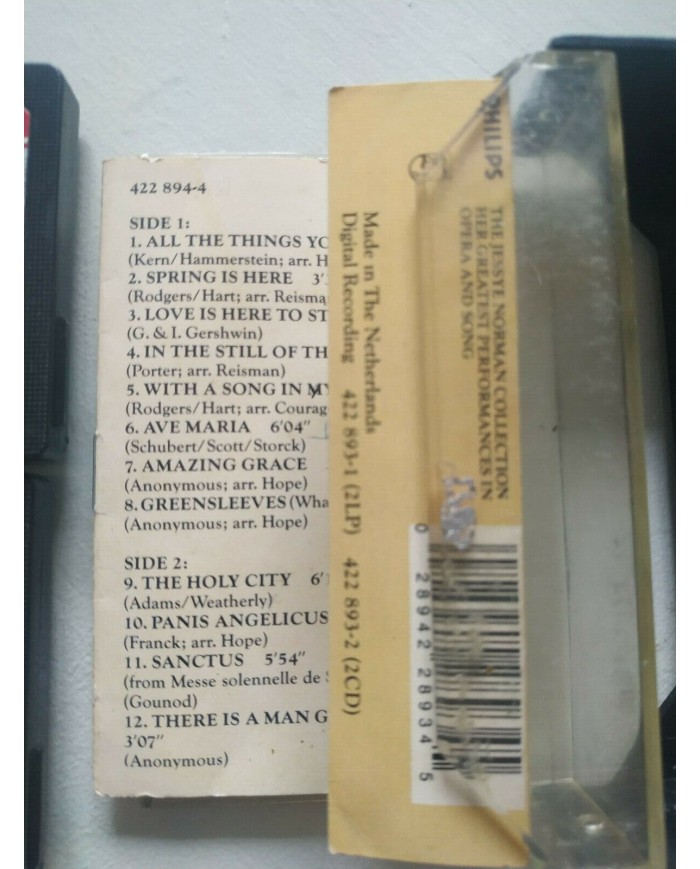 422 894-4
SIDE 1:
1. ALL THE THINGS YO
(Kern/Hammerstein; arr. H
2. SPRING IS HERE 3'
(Rodgers/Hart; arr. Reisma
3. LOVE IS HERE TO ST
(G. & I. Gershwin)
4. IN THE STILL OF TH
(Porter; arr. Reisman)
5. WITH A SONG IN MY
(Rodgers/Hart; arr. Courag
6. AVE MARIA 6'04"
(Schubert/Scott/Storck)
7. AMAZING GRACE
(Anonymous; arr. Hope)
8. GREENSLEEVES (Wha
(Anonymous; arr. Hope)
SIDE 2:
9. THE HOLY CITY 6'
(Adams/Weatherly)
10. PANIS ANGELICUS
(Franck; arr. Hope)
11. SANCTUS 5'54"
(from Messe solennelle de S
(Gounod)
12. THERE IS A MAN G
3'07"
(Anonymous)
PHILIPS
THE JESSYE NORMAN COLLECTION
HER GREATEST PERFORMANCES IN
OPERA AND SONG
Made in The Netherlands
Digital Recording 422 893-1 (2LP) 422 893-2 (2CD)
0 28942 28934 5